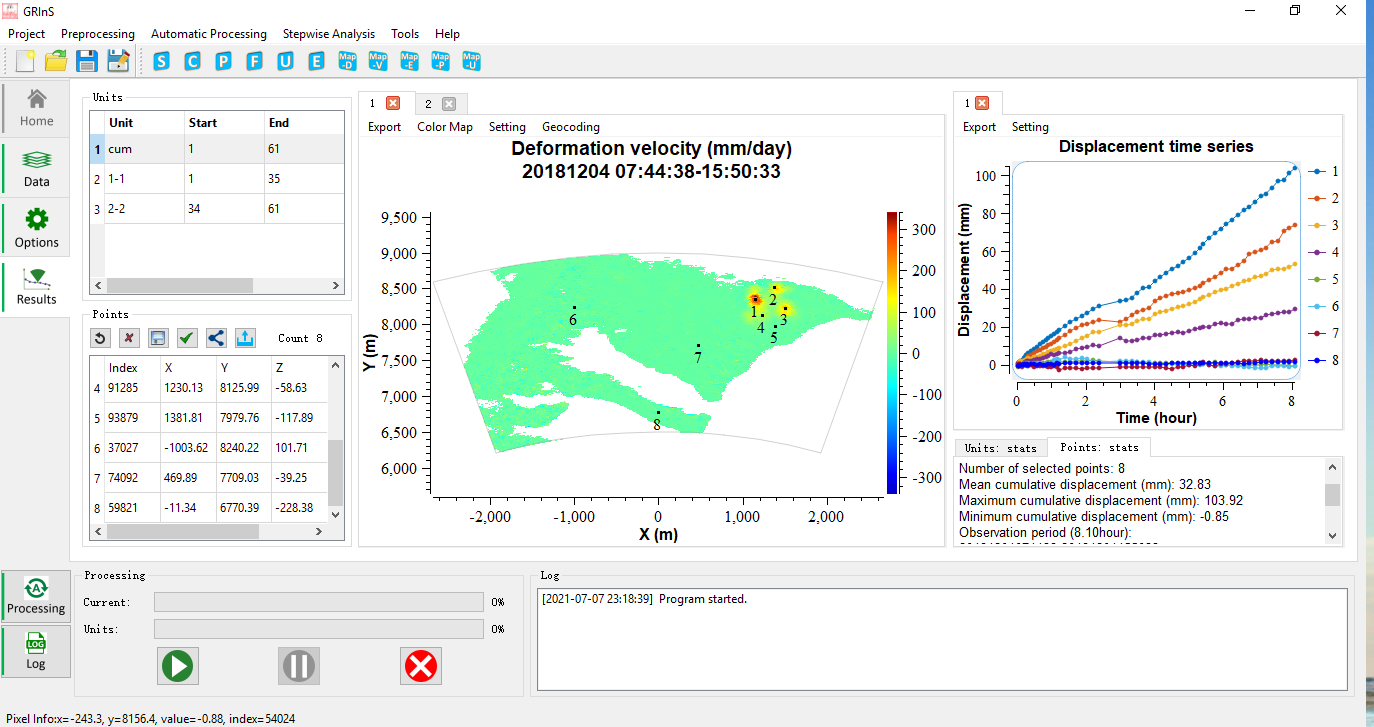 GRInS
Project Preprocessing Automatic Processing Stepwise Analysis Tools Help
S C P F U E Map -D Map -V Map -E Map -P Map -U
Home
Data
Options
Results
Units
Unit Start End
1 cum 1 61
2 1-1 1 35
3 2-2 34 61
Points
Count 8
Index X Y Z
4 91285 1230.13 8125.99 -58.63
5 93879 1381.81 7979.76 -117.89
6 37027 -1003.62 8240.22 101.71
7 74092 469.89 7709.03 -39.25
8 59821 -11.34 6770.39 -228.38
1 2
Export Color Map Setting Geocoding
Deformation velocity (mm/day)
20181204 07:44:38-15:50:33
9,500
9,000
8,500
8,000
7,500
7,000
6,500
6,000
Y (m)
1
2
3
4
5
6
7
8
-2,000 -1,000 0 1,000 2,000
X (m)
300
200
100
0
-100
-200
-300
1
Export Setting
Displacement time series
Displacement (mm)
100
80
60
40
20
0
0 2 4 6 8
Time (hour)
1
2
3
4
5
6
7
8
Units: stats Points: stats
Number of selected points: 8
Mean cumulative displacement (mm): 32.83
Maximum cumulative displacement (mm): 103.92
Minimum cumulative displacement (mm): -0.85
Observation period (8.10hour):
Processing
LOG
Log
Processing
Current: 0%
Units: 0%
Log
[2021-07-07 23:18:39] Program started.
Pixel Info:x=-243.3, y=8156.4, value=-0.88, index=54024